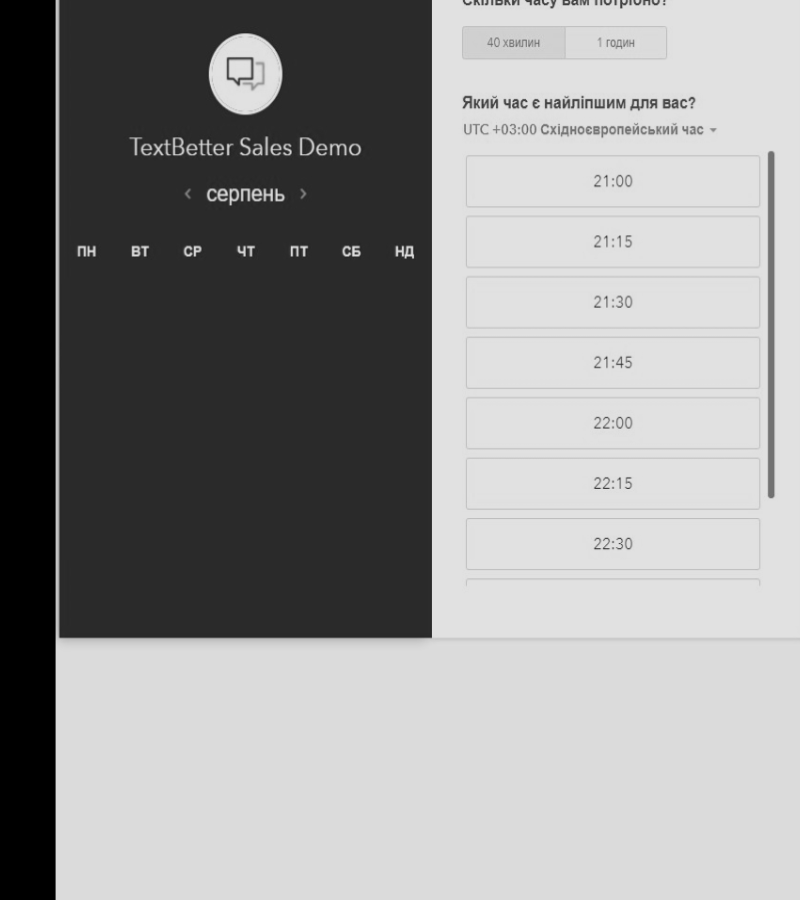 TextBetter Sales Demo
серпень
ПН ВТ СР ЧТ ПТ СБ НД
Скільки часу вам потрібно?
40 хвилин 1 годин
Який час є найліпшим для вас?
UTC +03:00 Східноєвропейський час
21:00
21:15
21:30
21:45
22:00
22:15
22:30